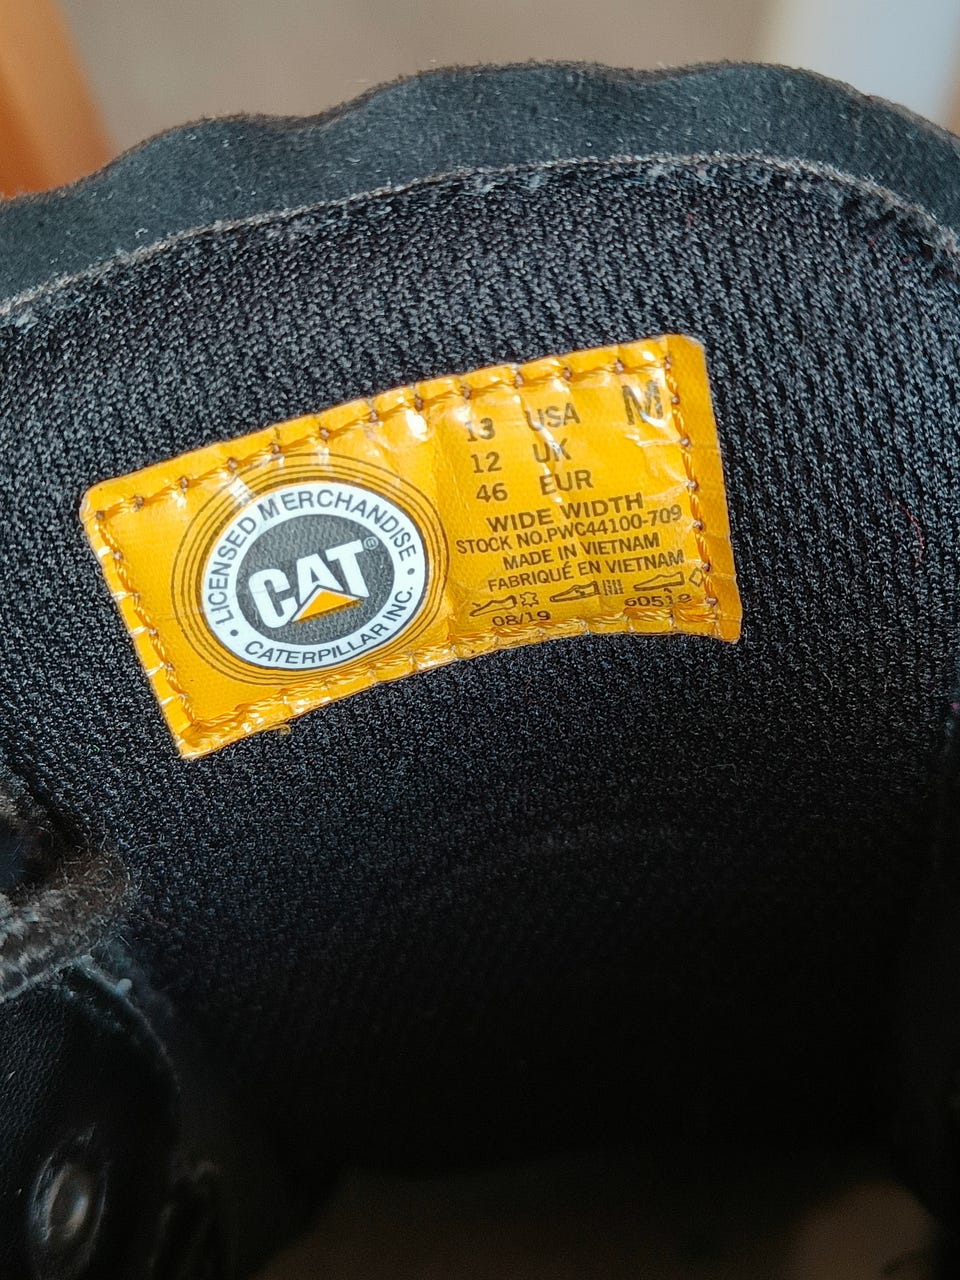 LICENSED MERCHANDISE
CAT®
• CATERPILLAR INC. •
13 USA M
12 UK
46 EUR
WIDE WIDTH
STOCK NO.PWC44100-709
MADE IN VIETNAM
FABRIQUÉ EN VIETNAM
08/19